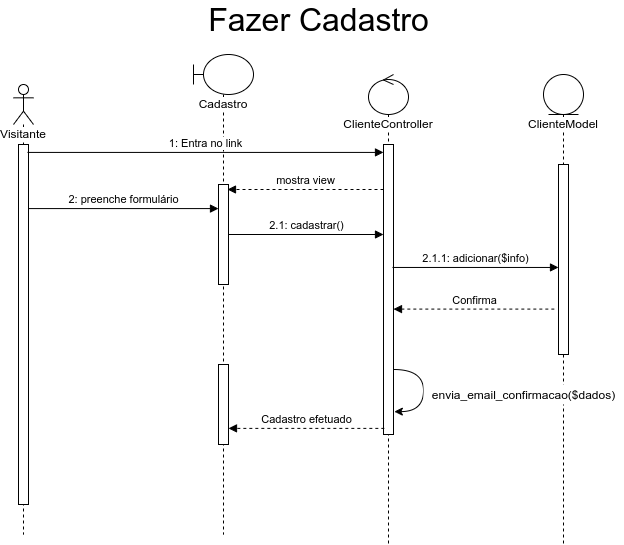 Fazer Cadastro
Cadastro
ClienteController
ClienteModel
Visitante
1: Entra no link
mostra view
2: preenche formulário
2.1: cadastrar()
2.1.1: adicionar($info)
Confirma
envia_email_confirmacao($dados)
Cadastro efetuado